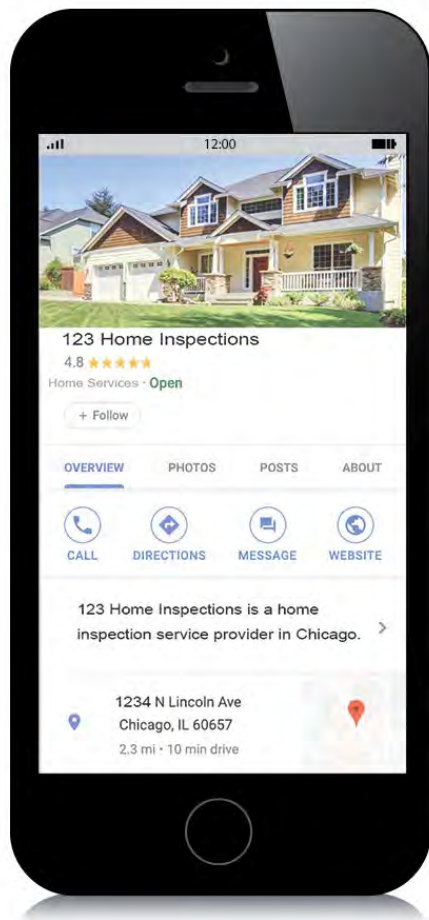 12:00
123 Home Inspections
4.8
Home Services · Open
+ Follow
OVERVIEW PHOTOS POSTS ABOUT
CALL DIRECTIONS MESSAGE WEBSITE
123 Home Inspections is a home
inspection service provider in Chicago.
1234 N Lincoln Ave
Chicago, IL 60657
2.3 mi · 10 min drive